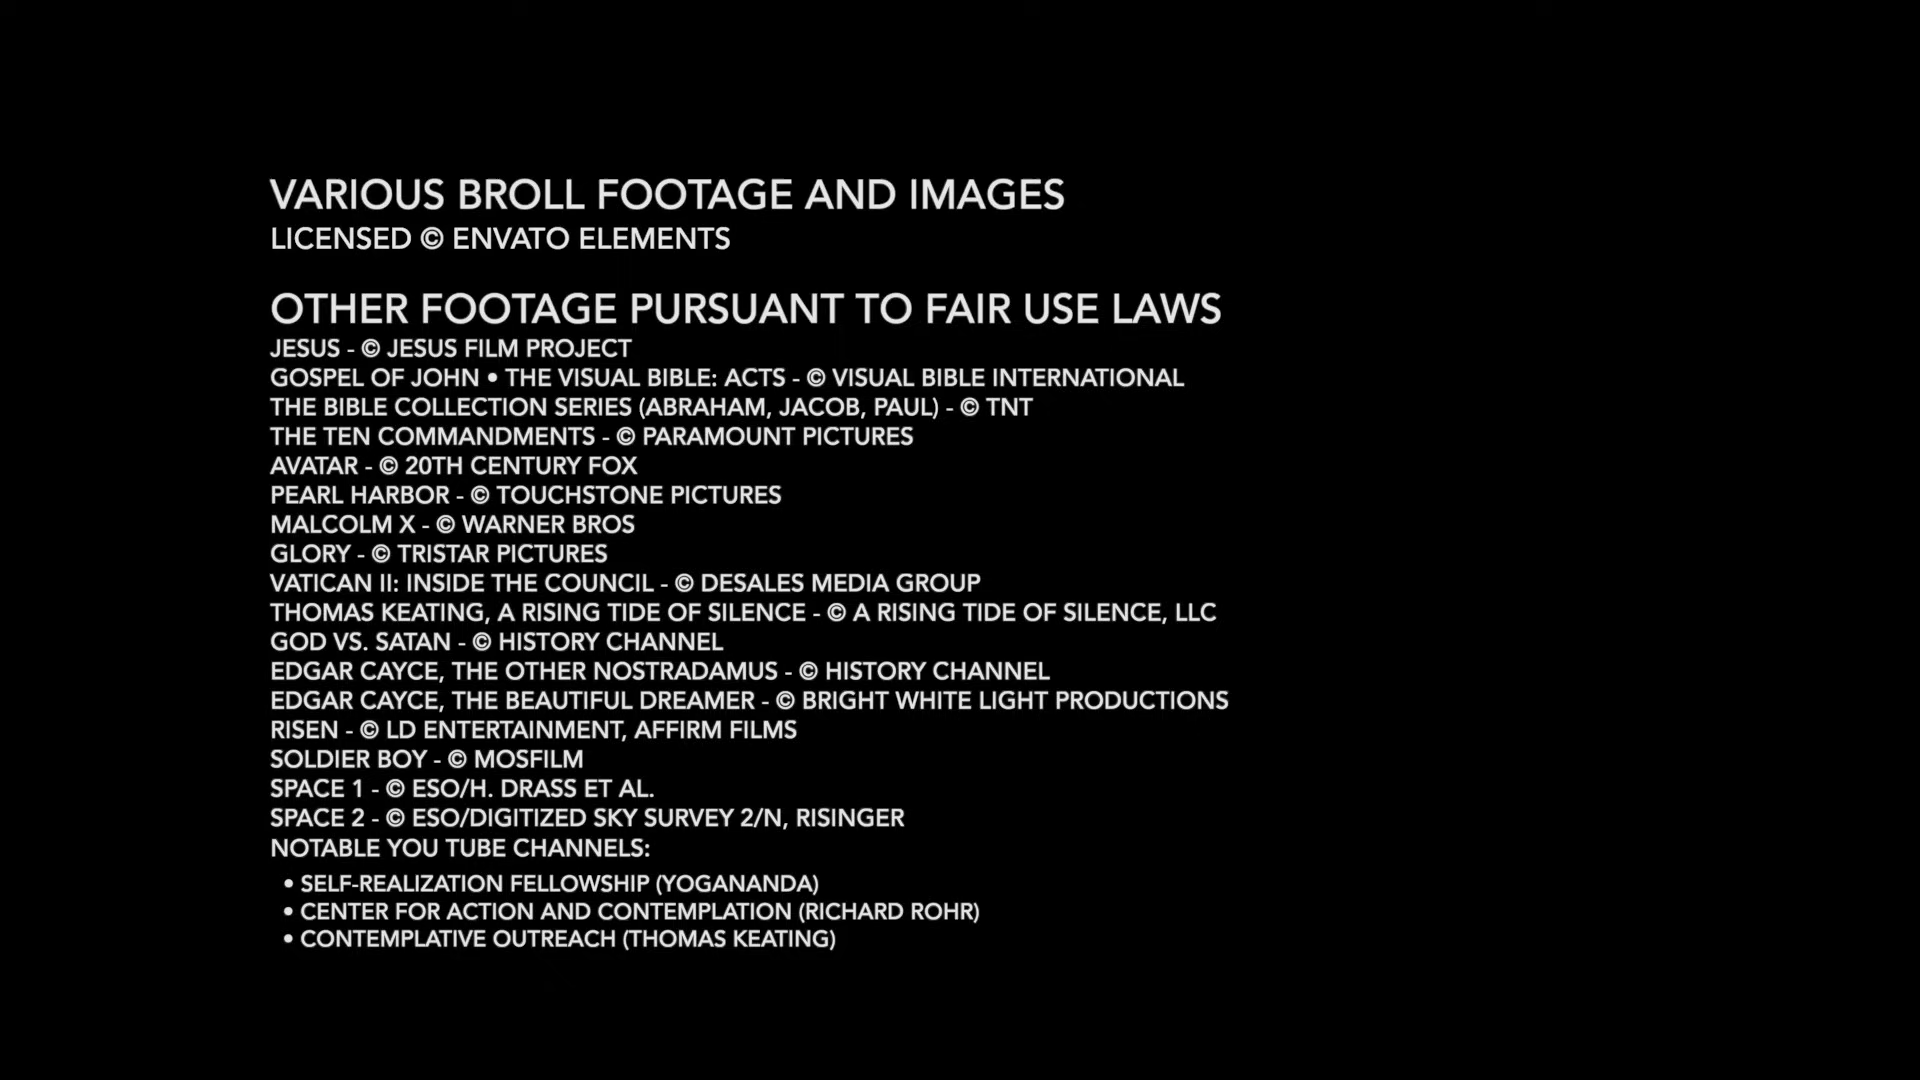 VARIOUS BROLL FOOTAGE AND IMAGES
LICENSED © ENVATO ELEMENTS
OTHER FOOTAGE PURSUANT TO FAIR USE LAWS
JESUS - © JESUS FILM PROJECT
GOSPEL OF JOHN • THE VISUAL BIBLE: ACTS - © VISUAL BIBLE INTERNATIONAL
THE BIBLE COLLECTION SERIES (ABRAHAM, JACOB, PAUL) - © TNT
THE TEN COMMANDMENTS - © PARAMOUNT PICTURES
AVATAR - © 20TH CENTURY FOX
PEARL HARBOR - © TOUCHSTONE PICTURES
MALCOLM X - © WARNER BROS
GLORY - © TRISTAR PICTURES
VATICAN II: INSIDE THE COUNCIL - © DESALES MEDIA GROUP
THOMAS KEATING, A RISING TIDE OF SILENCE - © A RISING TIDE OF SILENCE, LLC
GOD VS. SATAN - © HISTORY CHANNEL
EDGAR CAYCE, THE OTHER NOSTRADAMUS - © HISTORY CHANNEL
EDGAR CAYCE, THE BEAUTIFUL DREAMER - © BRIGHT WHITE LIGHT PRODUCTIONS
RISEN - © LD ENTERTAINMENT, AFFIRM FILMS
SOLDIER BOY - © MOSFILM
SPACE 1 - © ESO/H. DRASS ET AL.
SPACE 2 - © ESO/DIGITIZED SKY SURVEY 2/N, RISINGER
NOTABLE YOU TUBE CHANNELS:
• SELF-REALIZATION FELLOWSHIP (YOGANANDA)
• CENTER FOR ACTION AND CONTEMPLATION (RICHARD ROHR)
• CONTEMPLATIVE OUTREACH (THOMAS KEATING)